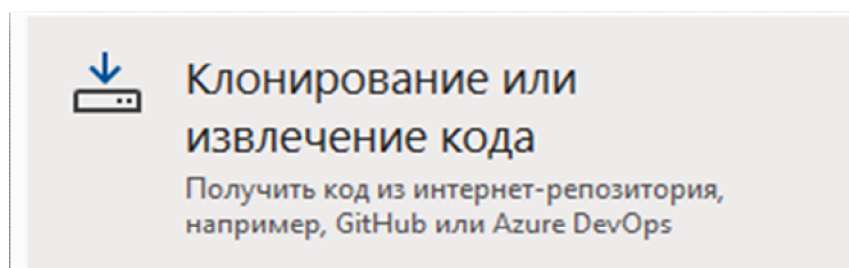 Клонирование или
извлечение кода
Получить код из интернет-репозитория,
например, GitHub или Azure DevOps